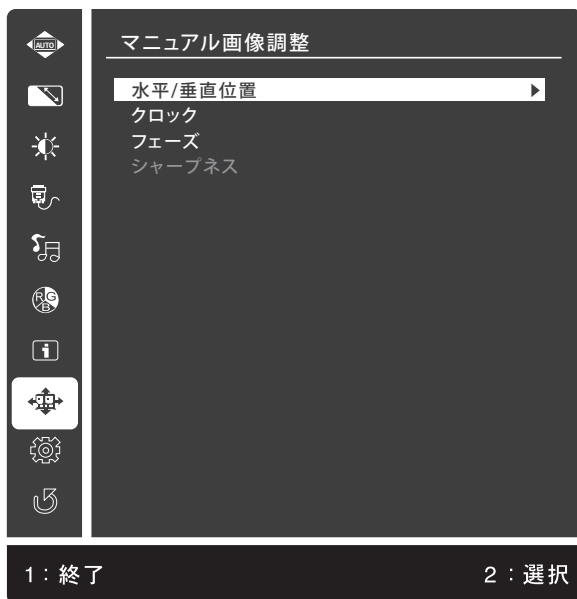 AUTO
マニュアル画像調整
水平/垂直位置
クロック
フェーズ
シャープネス
R G B
i
1：終了
2：選択